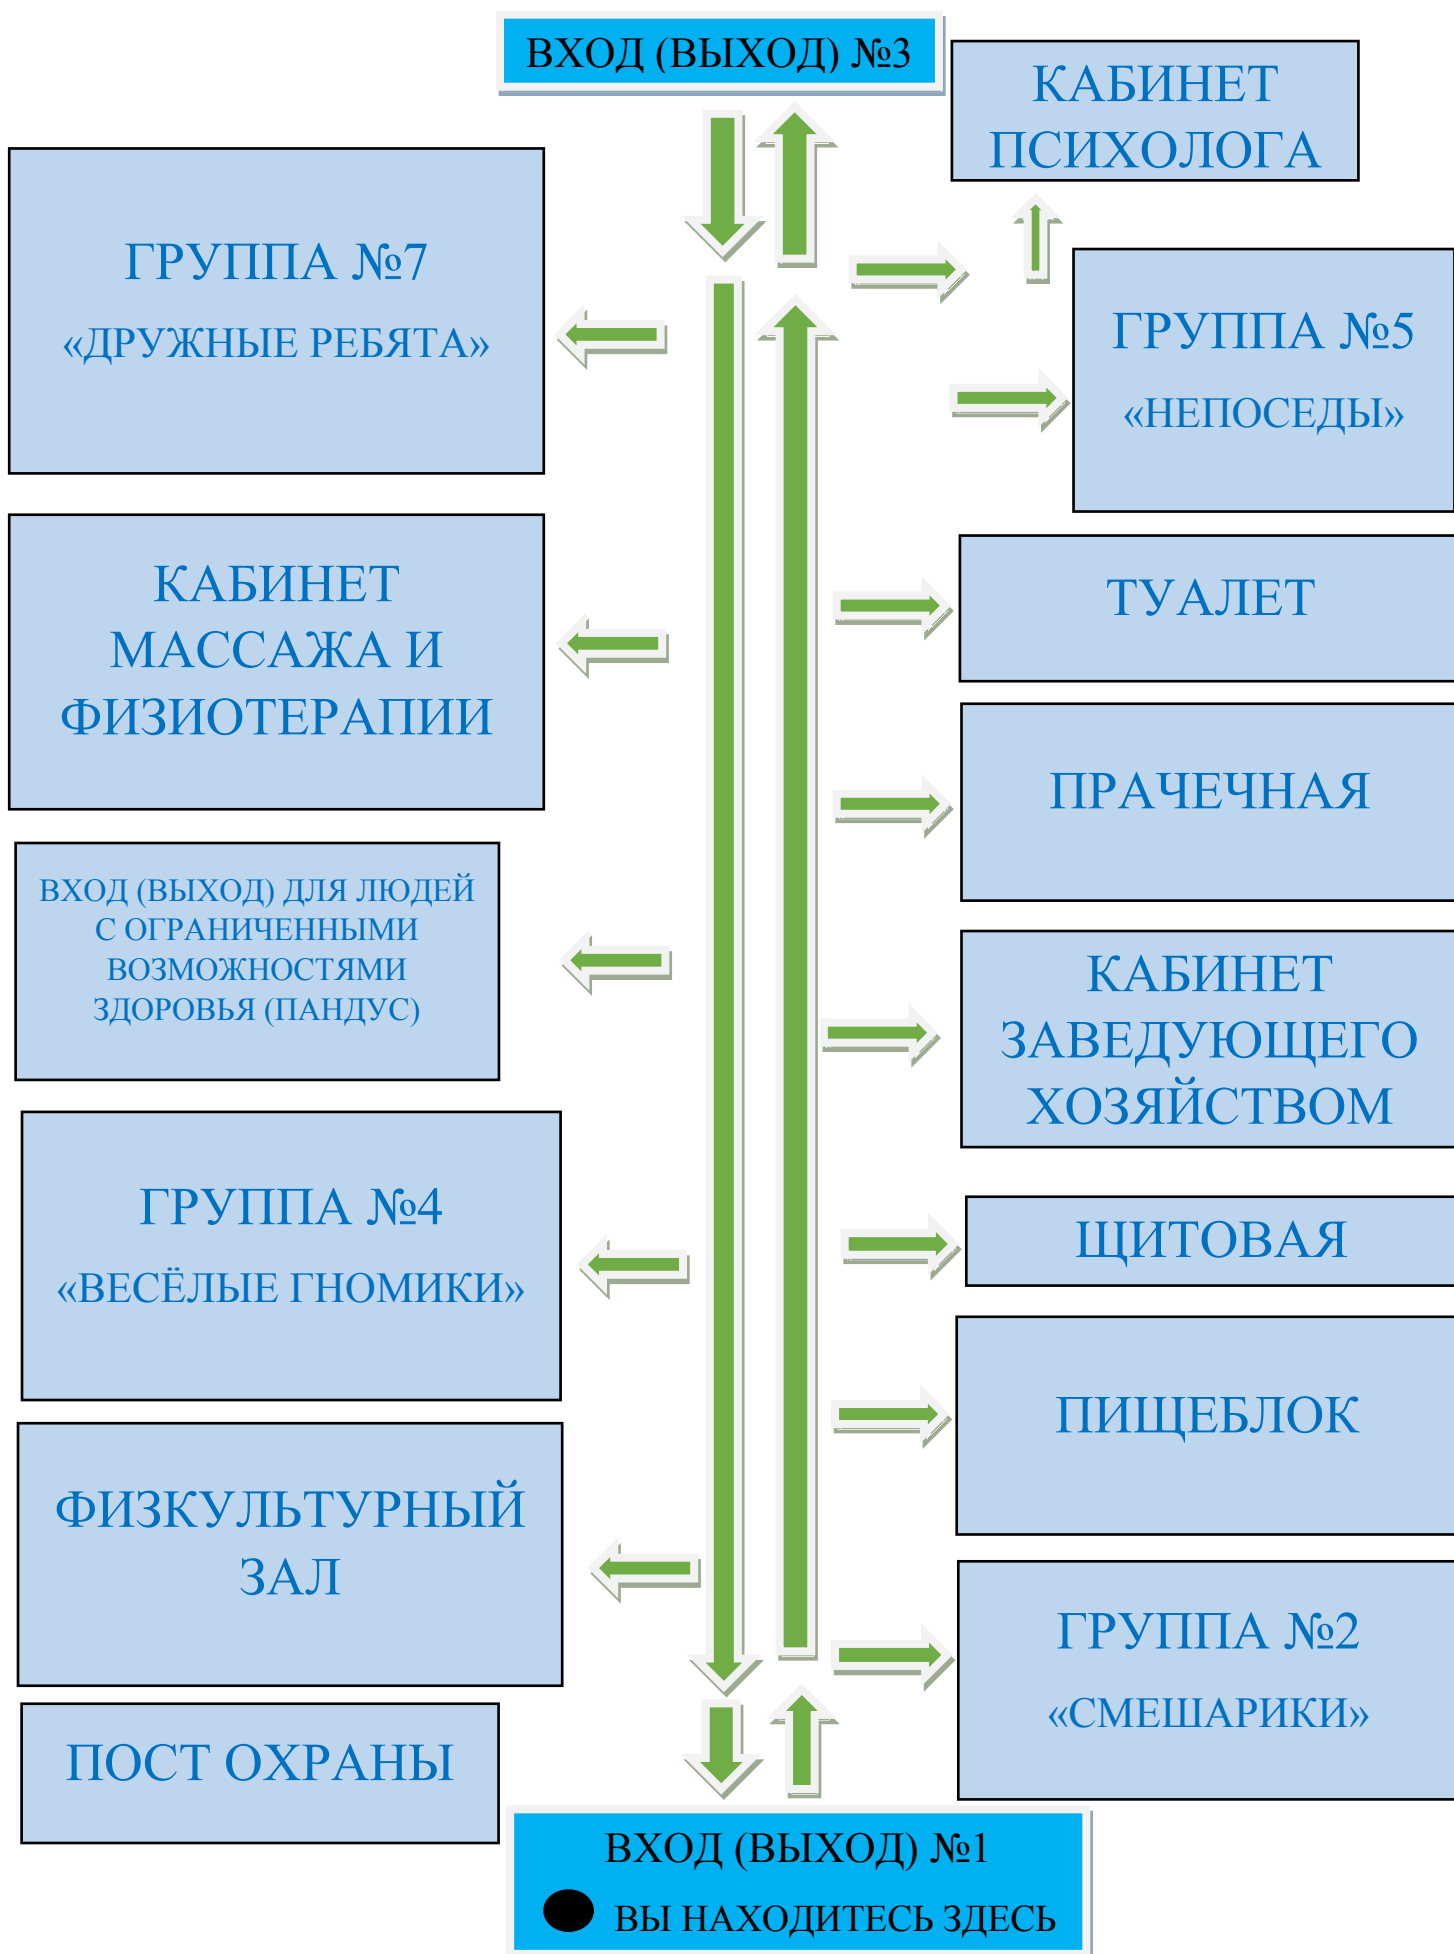 ВХОД (ВЫХОД) №3
КАБИНЕТ
ПСИХОЛОГА
ГРУППА №7
«ДРУЖНЫЕ РЕБЯТА»
ГРУППА №5
«НЕПОСЕДЫ»
КАБИНЕТ
МАССАЖА И
ФИЗИОТЕРАПИИ
ТУАЛЕТ
ПРАЧЕЧНАЯ
ВХОД (ВЫХОД) ДЛЯ ЛЮДЕЙ
С ОГРАНИЧЕННЫМИ
ВОЗМОЖНОСТЯМИ
ЗДОРОВЬЯ (ПАНДУС)
КАБИНЕТ
ЗАВЕДУЮЩЕГО
ХОЗЯЙСТВОМ
ГРУППА №4
«ВЕСЁЛЫЕ ГНОМИКИ»
ЩИТОВАЯ
ПИЩЕБЛОК
ФИЗКУЛЬТУРНЫЙ
ЗАЛ
ГРУППА №2
«СМЕШАРИКИ»
ПОСТ ОХРАНЫ
ВХОД (ВЫХОД) №1
ВЫ НАХОДИТЕСЬ ЗДЕСЬ